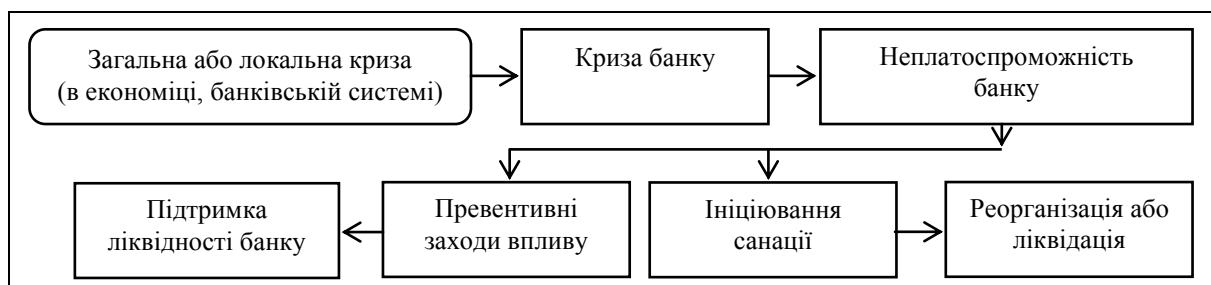 Загальна або локальна криза
(в економіці, банківській системі)
Криза банку
Неплатоспроможність
банку
Підтримка
ліквідності банку
Превентивні
заходи впливу
Ініціювання
санації
Реорганізація або
ліквідація